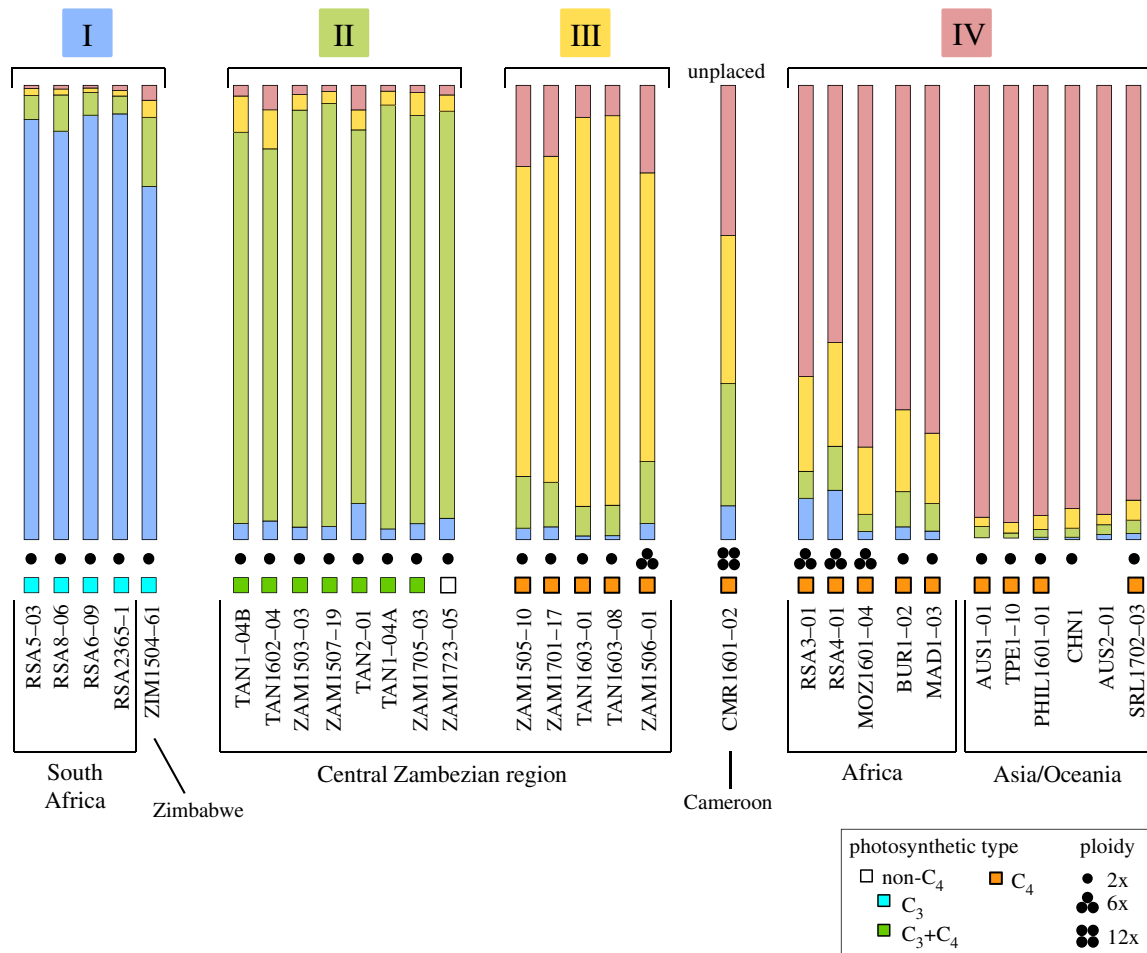 I
II
III
IV
unplaced
RSA5–03
RSA8–06
RSA6–09
RSA2365–1
ZIM1504–61
TAN1–04B
TAN1602–04
ZAM1503–03
ZAM1507–19
TAN2–01
TAN1–04A
ZAM1705–03
ZAM1723–05
ZAM1505–10
ZAM1701–17
TAN1603–01
TAN1603–08
ZAM1506–01
CMR1601–02
RSA3–01
RSA4–01
MOZ1601–04
BUR1–02
MAD1–03
AUS1–01
TPE1–10
PHIL1601–01
CHN1
AUS2–01
SRL1702–03
South
Africa
Zimbabwe
Central Zambezian region
Cameroon
Africa
Asia/Oceania
photosynthetic type
ploidy
non-C4
C4
2x
C3
6x
C3+C4
12x